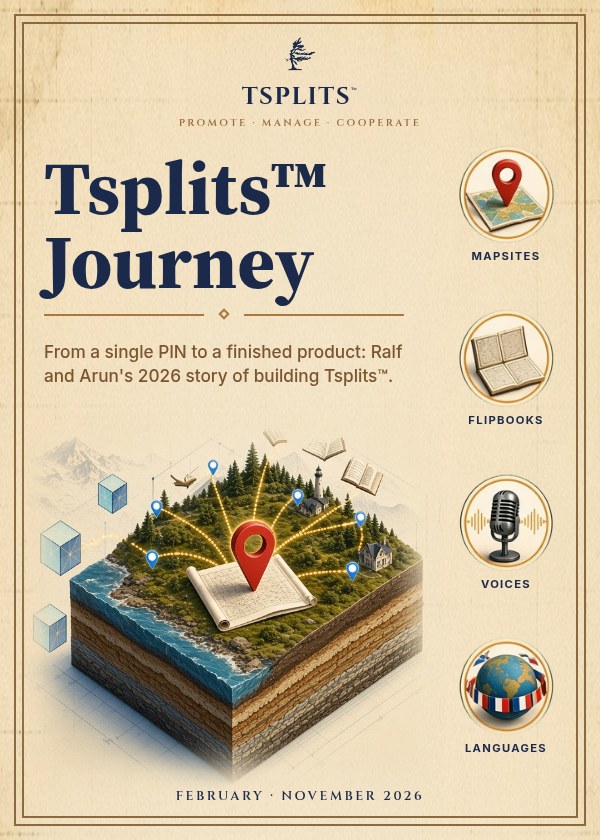 TSPLITS™
PROMOTE · MANAGE · COOPERATE
Tsplits™
Journey
From a single PIN to a finished product: Ralf
and Arun's 2026 story of building Tsplits™.
MAPSITES
FLIPBOOKS
VOICES
LANGUAGES
FEBRUARY · NOVEMBER 2026